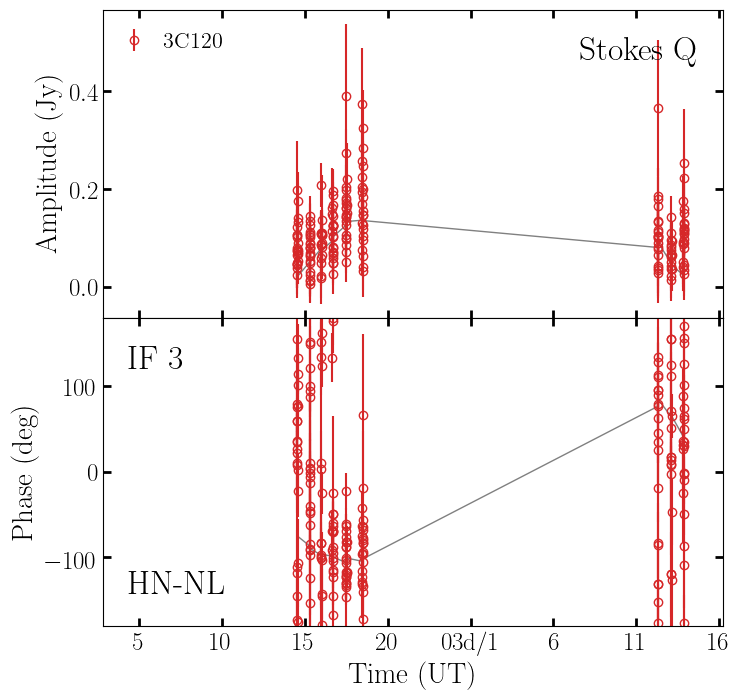 3C120
Stokes Q
Amplitude (Jy)
0.4
0.2
0.0
IF 3
HN-NL
Phase (deg)
100
0
−100
5 10 15 20 03d/1 6 11 16
Time (UT)